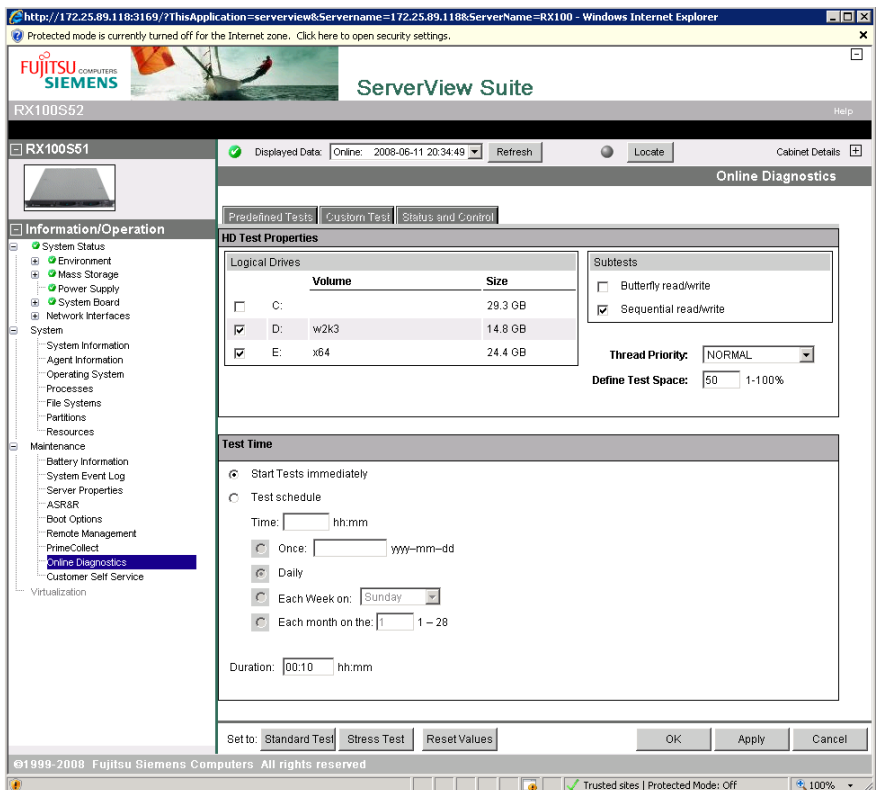 http://172.25.89.118:3169/?ThisApplication=serverview&Servername=172.25.89.118&ServerName=RX100 - Windows Internet Explorer
Protected mode is currently turned off for the Internet zone. Click here to open security settings.
FUJITSU COMPUTERS
SIEMENS
ServerView Suite
RX100S52
Help
RX100S51
Displayed Data: Online: 2008-06-11 20:34:49 Refresh
Locate
Cabinet Details
Online Diagnostics
Predefined Tests Custom Test Status and Control
Information/Operation
System Status
Environment
Mass Storage
Power Supply
System Board
Network Interfaces
System
System Information
Agent Information
Operating System
Processes
File Systems
Partitions
Resources
Maintenance
Battery Information
System Event Log
Server Properties
ASR&R
Boot Options
Remote Management
PrimeCollect
Online Diagnostics
Customer Self Service
Virtualization
HD Test Properties
Logical Drives
Volume Size
C: 29.3 GB
D: w2k3 14.8 GB
E: x64 24.4 GB
Subtests
Butterfly read/write
Sequential read/write
Thread Priority: NORMAL
Define Test Space: 50 1-100%
Test Time
Start Tests immediately
Test schedule
Time: hh:mm
Once: yyyy-mm-dd
Daily
Each Week on: Sunday
Each month on the: 1 1 – 28
Duration: 00:10 hh:mm
Set to: Standard Test Stress Test Reset Values OK Apply Cancel
©1999-2008 Fujitsu Siemens Computers All rights reserved
Trusted sites | Protected Mode: Off 100%